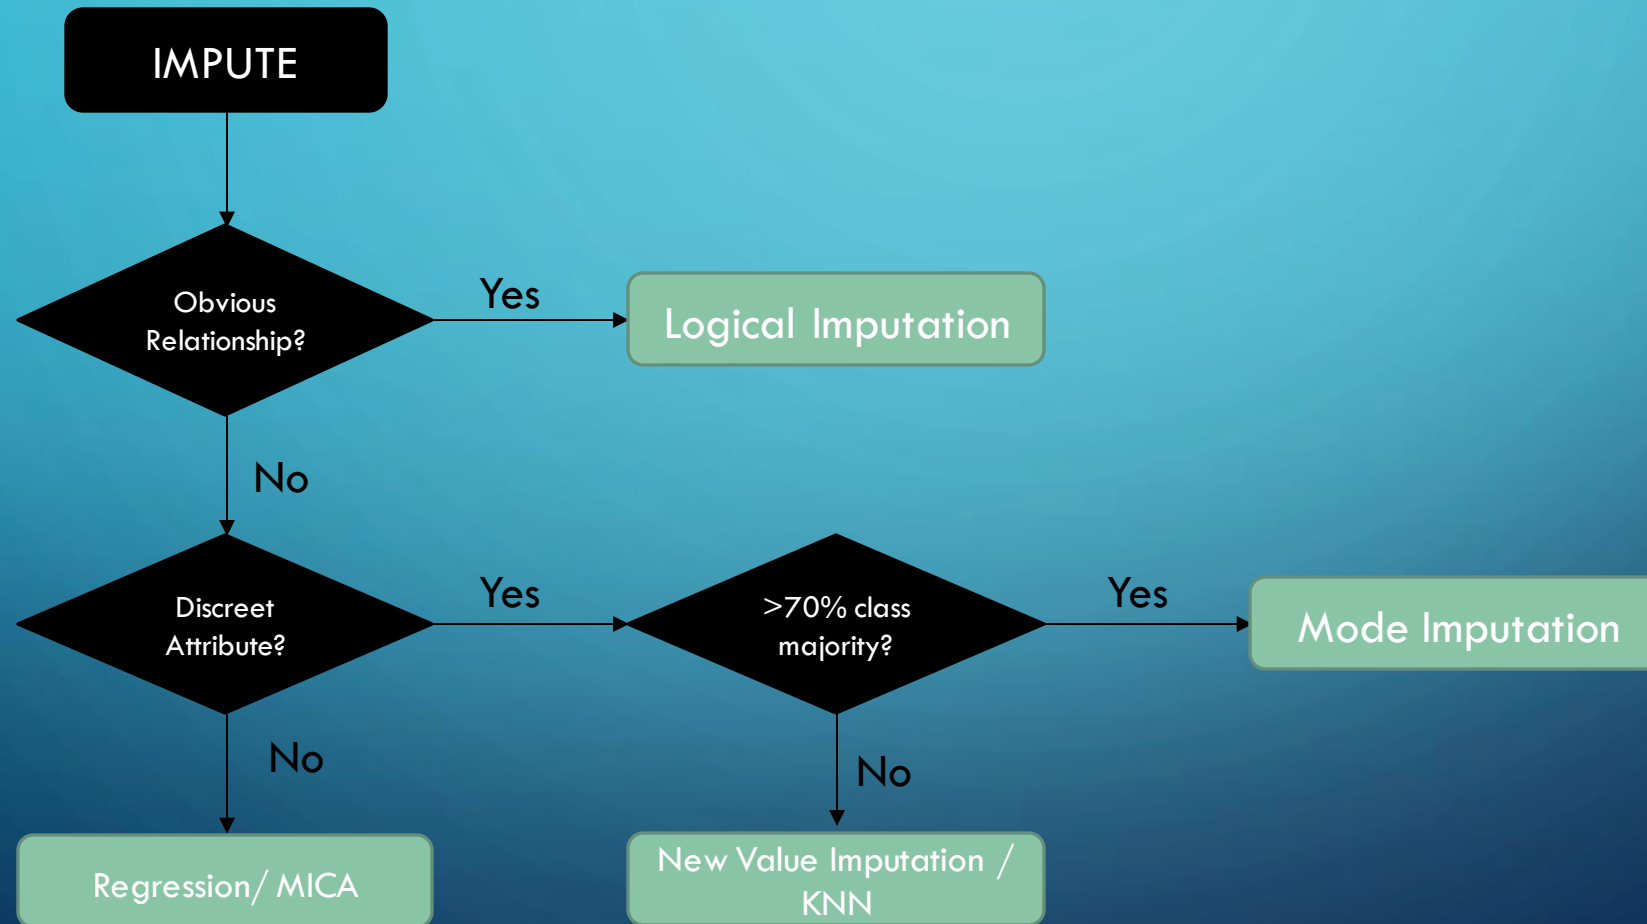 IMPUTE
Obvious
Relationship?
Yes
Logical Imputation
No
Discreet
Attribute?
Yes
>70% class
majority?
Yes
Mode Imputation
No
No
Regression/ MICA
New Value Imputation /
KNN